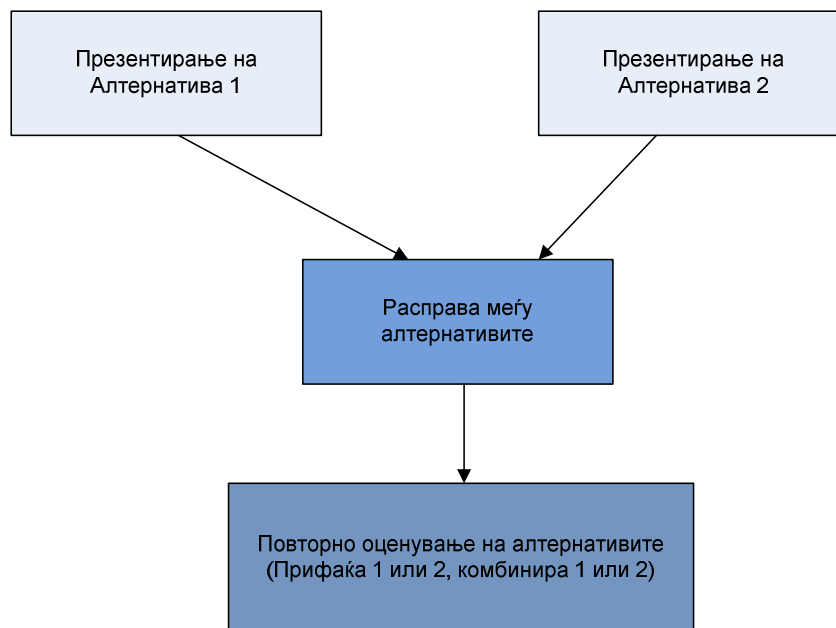 Презентирање на
Алтернатива 1
Презентирање на
Алтернатива 2
Расправа меѓу
алтернативите
Повторно оценување на алтернативите
(Прифаќа 1 или 2, комбинира 1 или 2)